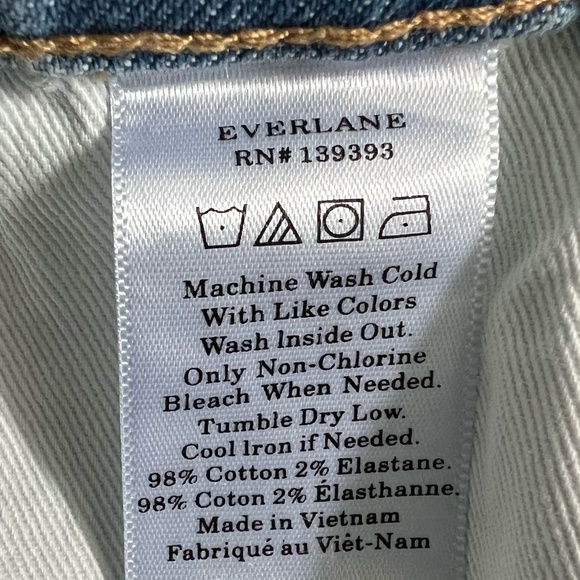 EVERLANE
RN# 139393
Machine Wash Cold
With Like Colors
Wash Inside Out.
Only Non-Chlorine
Bleach When Needed.
Tumble Dry Low.
Cool Iron if Needed.
98% Cotton 2% Elastane.
98% Coton 2% Élasthanne.
Made in Vietnam
Fabriqué au Viêt-Nam